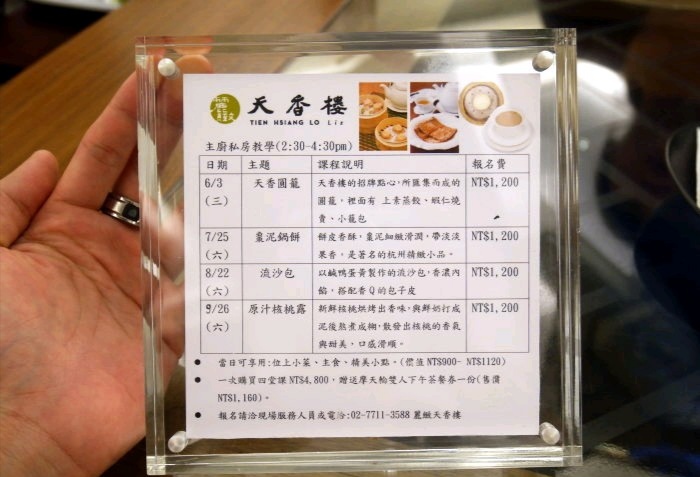 天香樓
TIEN HSIANG LO Liz
主廚私房教學(2:30-4:30pm)
日期 主題 課程說明 報名費
6/3 天香圓籠 天香樓的招牌點心,所匯集而成的 NT$1,200
(三) 圓籠,裡面有 上素蒸餃、蝦仁燒
賣、小籠包
7/25 棗泥鍋餅 餅皮香酥,棗泥細緻滑潤,帶淡淡 NT$1,200
(六) 果香,是著名的杭州精緻小品。
8/22 流沙包 以鹹鴨蛋黃製作的流沙包,香濃內 NT$1,200
(六) 餡,搭配香Q的包子皮
9/26 原汁核桃露 新鮮核桃烘烤出香味,與鮮奶打成 NT$1,200
(六) 泥後熬煮成糊,散發出核桃的香氣
與甜美,口感滑順。
● 當日可享用:位上小菜、主食、精美小點。(價值 NT$900- NT$1120)
● 一次購買四堂課 NT$4,800, 贈送摩天輪雙人下午茶餐券一份(售價
NT$1,160)。
● 報名請洽現場服務人員或電洽:02-7711-3588 麗緻天香樓